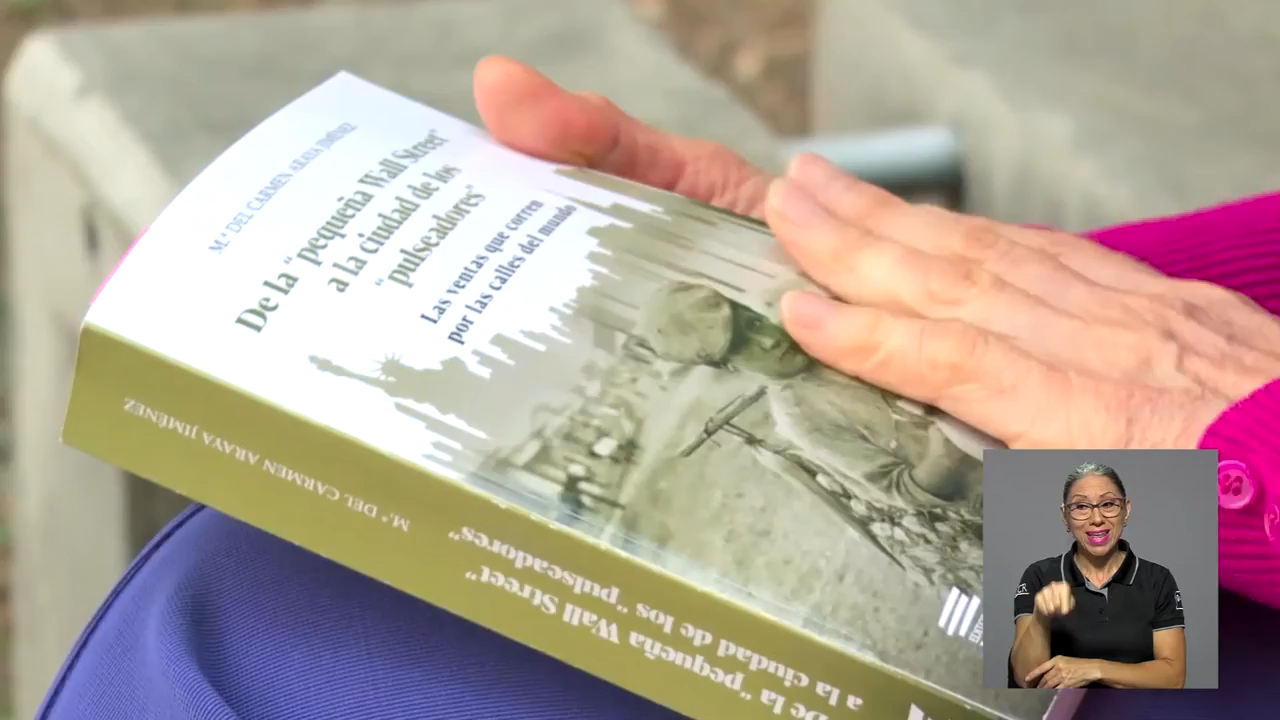 M.ª DEL CARMEN ARAYA JIMÉNEZ
De la “pequeña Wall Street”
a la ciudad de los
“pulseadores”
Las ventas que corren
por las calles del mundo
M.ª DEL CARMEN ARAYA JIMÉNEZ
De la “pequeña Wall Street”
a la ciudad de los “pulseadores”